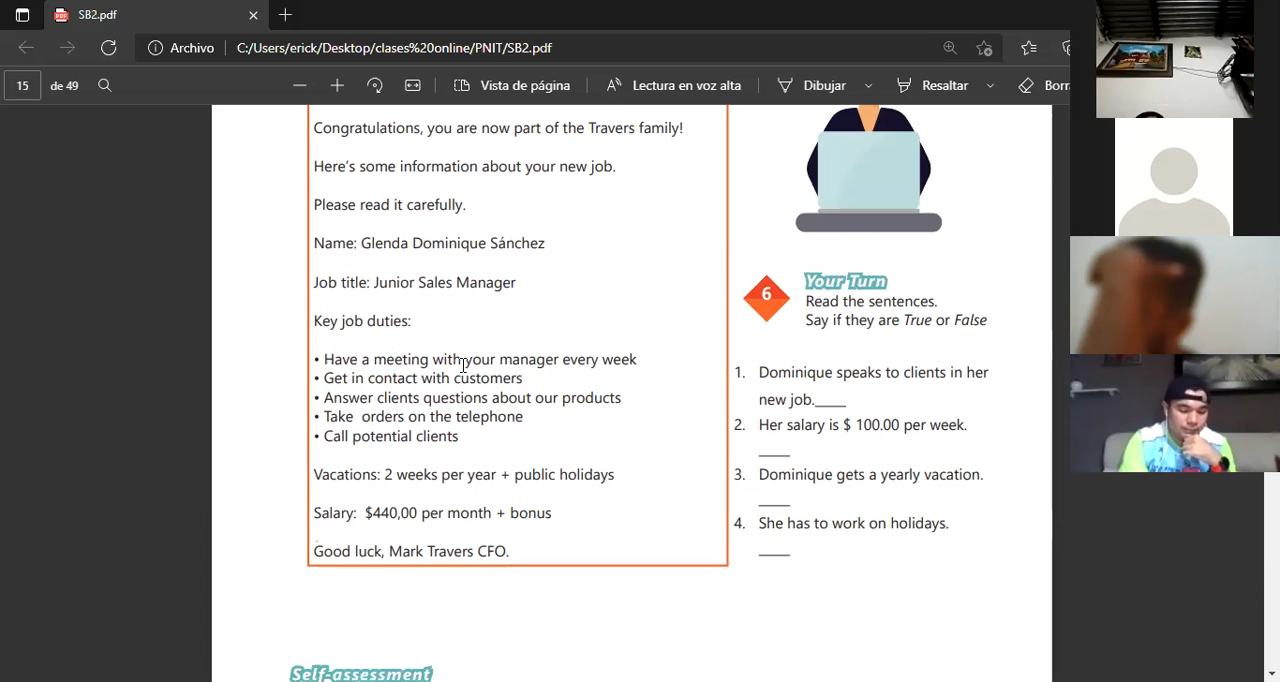 SB2.pdf
Archivo
C:/Users/erick/Desktop/clases%20online/PNIT/SB2.pdf
15
de 49
Vista de página
Lectura en voz alta
Dibujar
Resaltar
Congratulations, you are now part of the Travers family!
Here's some information about your new job.
Please read it carefully.
Name: Glenda Dominique Sánchez
Job title: Junior Sales Manager
Key job duties:
• Have a meeting with your manager every week
• Get in contact with customers
• Answer clients questions about our products
• Take orders on the telephone
• Call potential clients
Vacations: 2 weeks per year + public holidays
Salary: $440,00 per month + bonus
Good luck, Mark Travers CFO.
6
Your Turn
Read the sentences.
Say if they are True or False
1. Dominique speaks to clients in her
new job.____
2. Her salary is $ 100.00 per week.
____
3. Dominique gets a yearly vacation.
____
4. She has to work on holidays.
____
Self-assessment